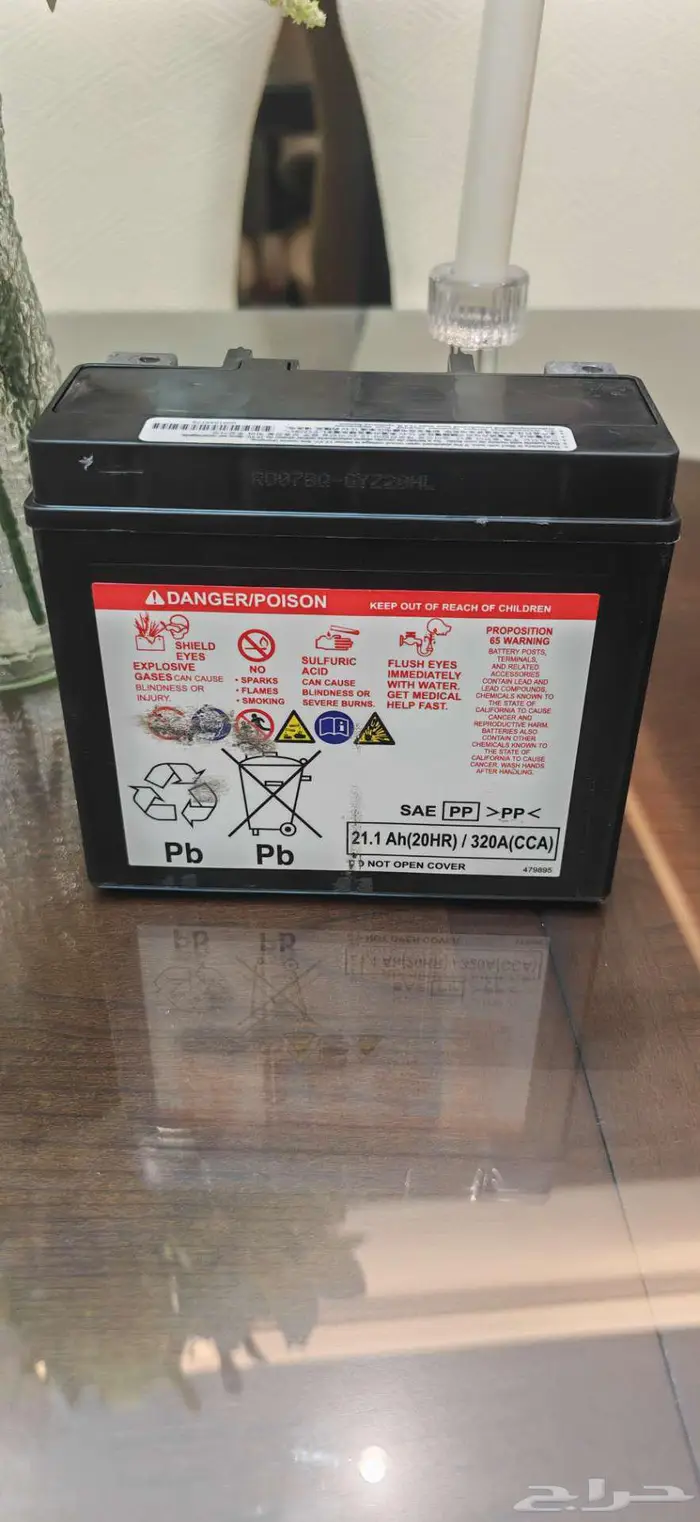 RD07BQ-GYZ20HL
DANGER/POISON
KEEP OUT OF REACH OF CHILDREN
SHIELD
EYES
EXPLOSIVE
GASES CAN CAUSE
BLINDNESS OR
INJURY.
NO
• SPARKS
• FLAMES
• SMOKING
SULFURIC
ACID
CAN CAUSE
BLINDNESS OR
SEVERE BURNS.
FLUSH EYES
IMMEDIATELY
WITH WATER.
GET MEDICAL
HELP FAST.
PROPOSITION
65 WARNING
BATTERY POSTS,
TERMINALS,
AND RELATED
ACCESSORIES
CONTAIN LEAD AND
LEAD COMPOUNDS,
CHEMICALS KNOWN TO
THE STATE OF
CALIFORNIA TO CAUSE
CANCER AND
REPRODUCTIVE HARM.
BATTERIES ALSO
CONTAIN OTHER
CHEMICALS KNOWN TO
THE STATE OF
CALIFORNIA TO CAUSE
CANCER. WASH HANDS
AFTER HANDLING.
Pb
Pb
SAE PP >PP<
21.1 Ah(20HR) / 320A(CCA)
DO NOT OPEN COVER
479895
حراج